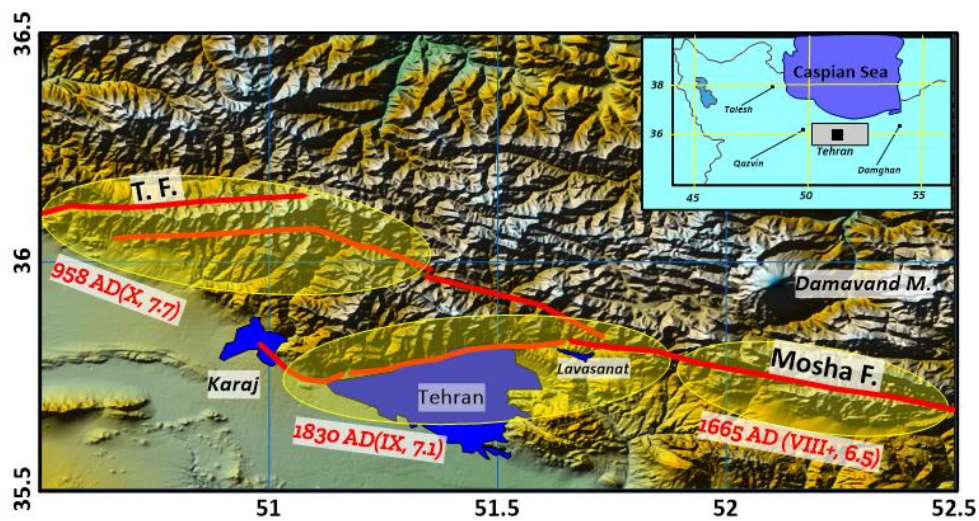 36.5
36
35.5
51
51.5
52
52.5
T. F.
958 AD(X, 7.7)
Karaj
Tehran
Lavasanat
1830 AD(IX, 7.1)
Damavand M.
Mosha F.
1665 AD (VIII+, 6.5)
Caspian Sea
38
Talesh
36
Qazvin
Tehran
Damghan
45
50
55